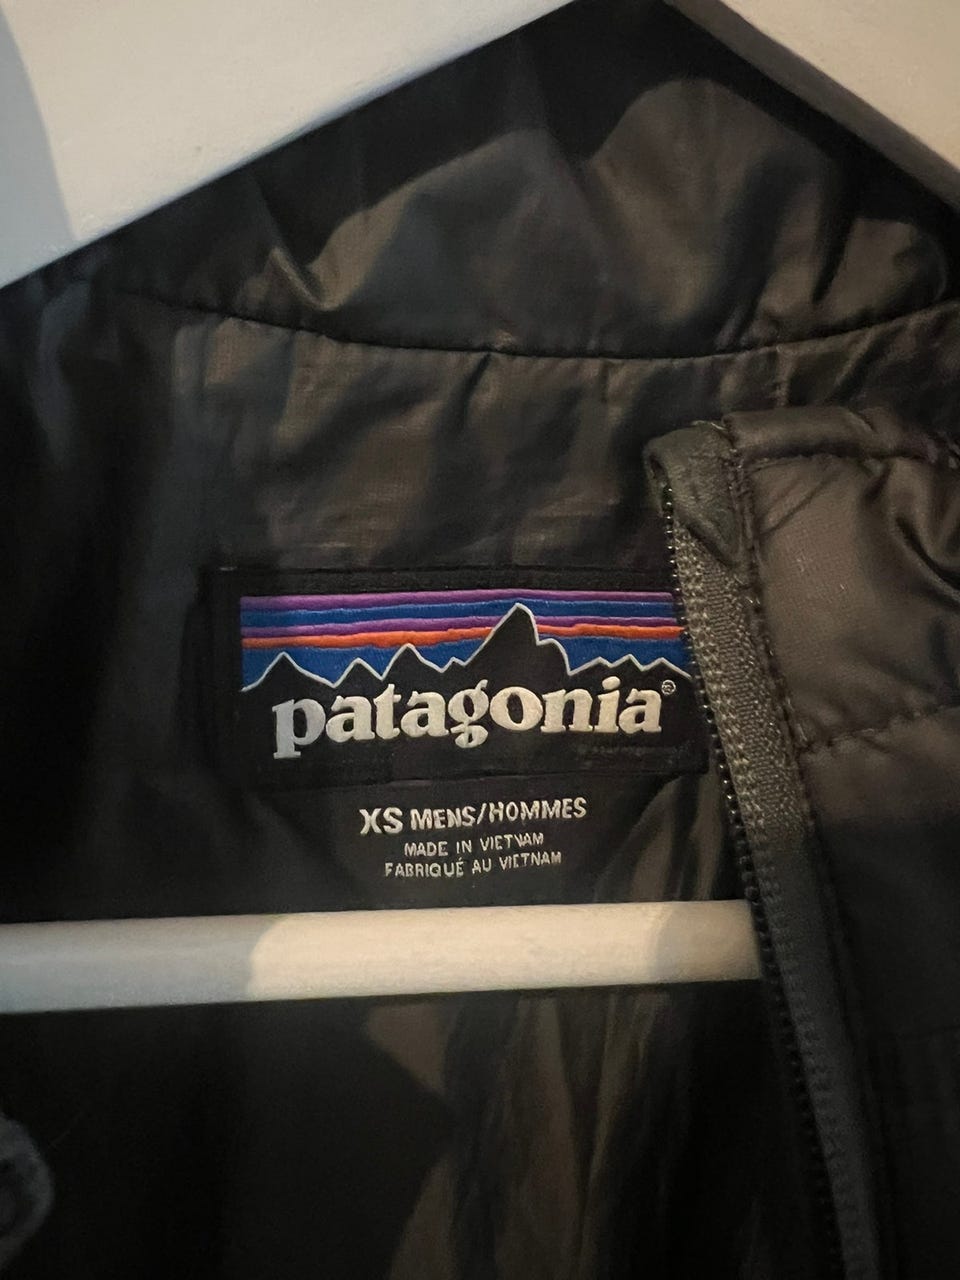 patagonia®
XS MENS/HOMMES
MADE IN VIETNAM
FABRIQUÉ AU VIETNAM